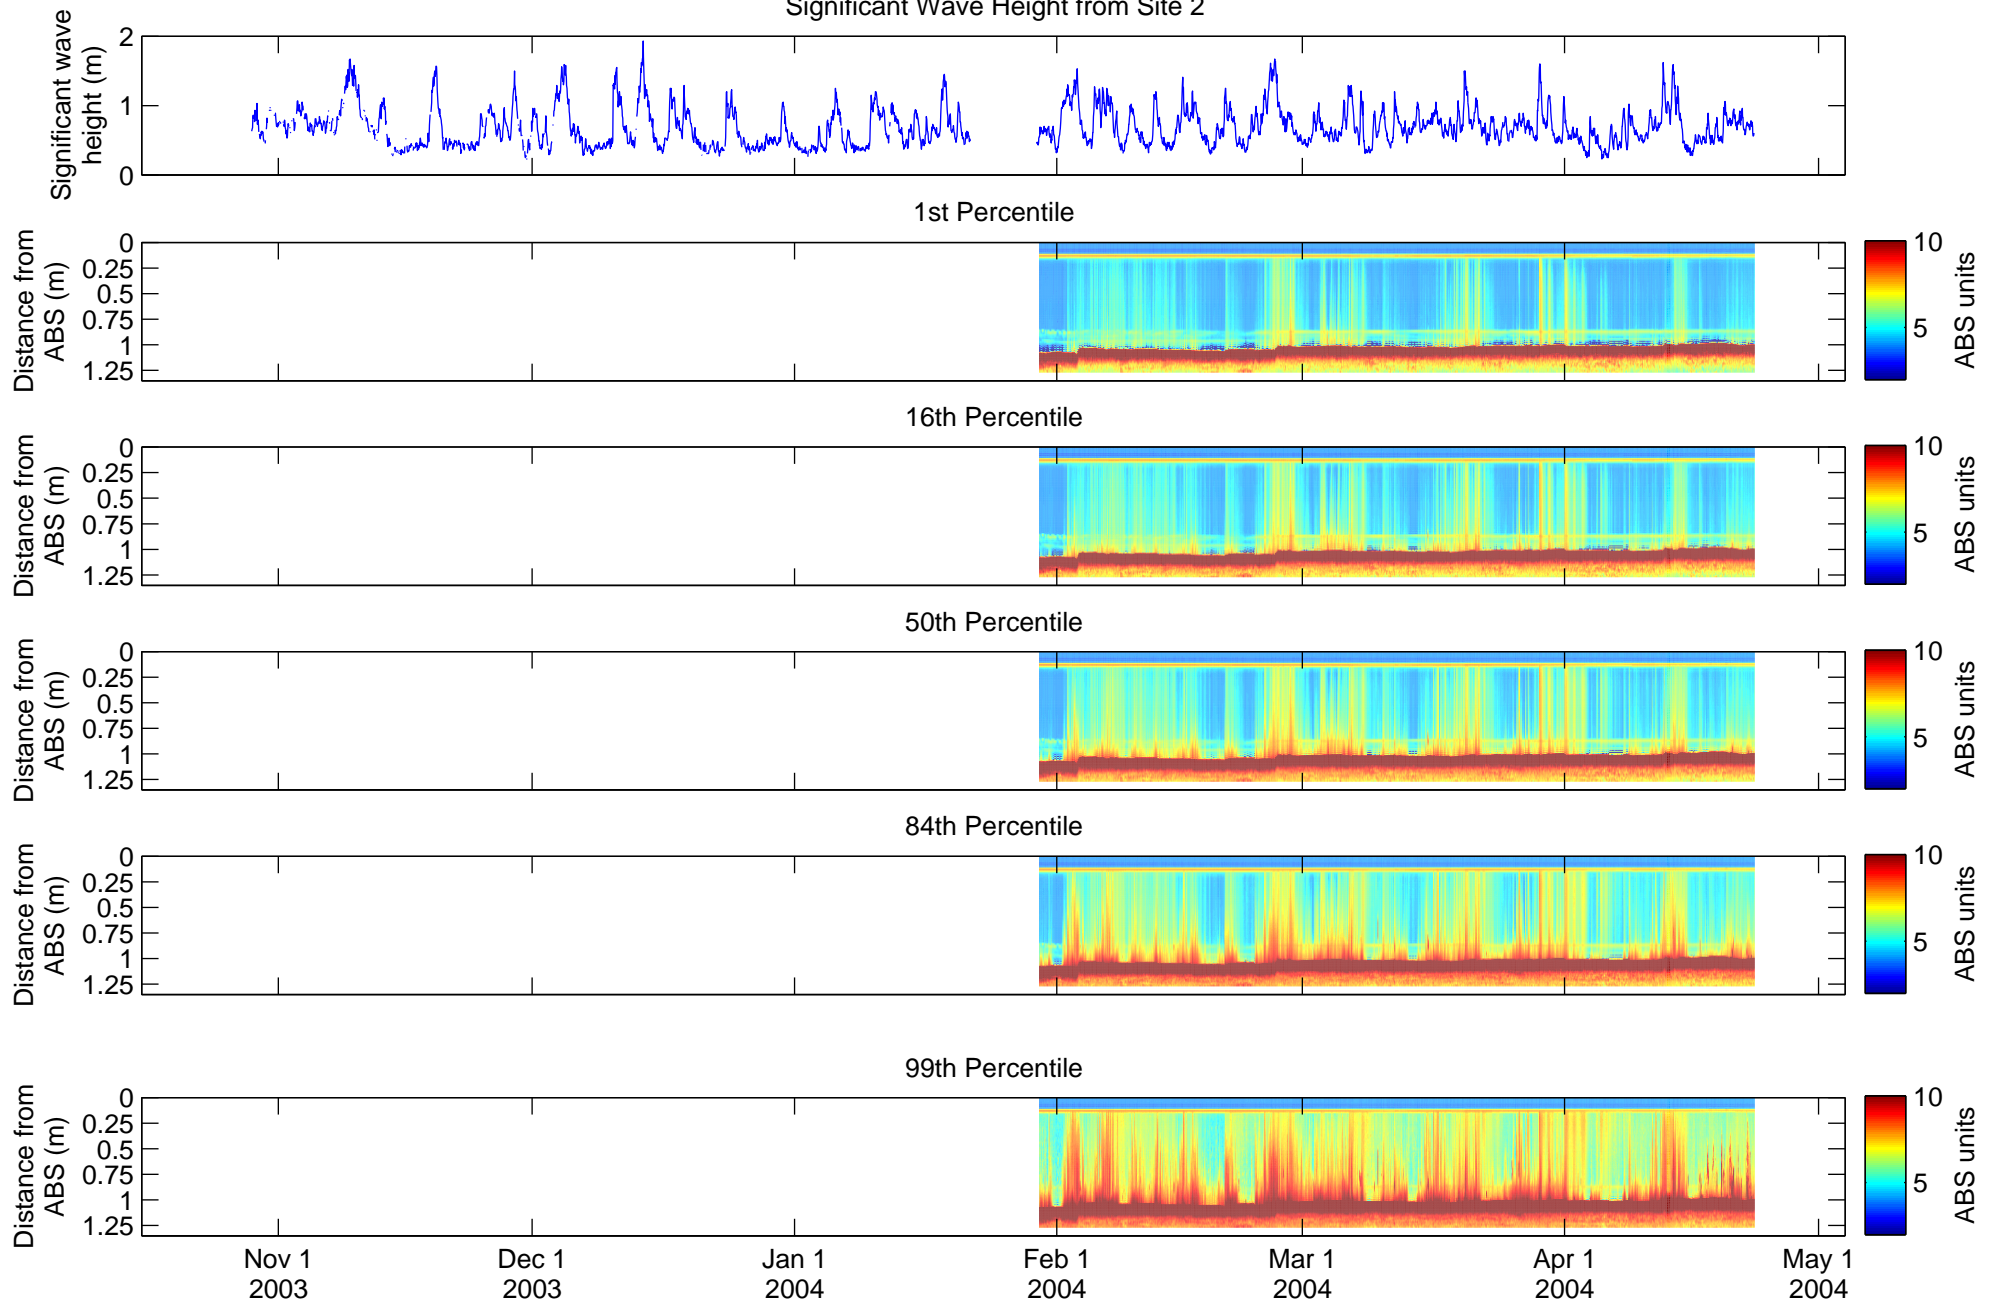 Significant Wave Height from Site 2
Significant wave
height (m)
2
1
0
1st Percentile
Distance from
ABS (m)
0
0.25
0.5
0.75
1
1.25
10
5
ABS units
16th Percentile
Distance from
ABS (m)
0
0.25
0.5
0.75
1
1.25
10
5
ABS units
50th Percentile
Distance from
ABS (m)
0
0.25
0.5
0.75
1
1.25
10
5
ABS units
84th Percentile
Distance from
ABS (m)
0
0.25
0.5
0.75
1
1.25
10
5
ABS units
99th Percentile
Distance from
ABS (m)
0
0.25
0.5
0.75
1
1.25
10
5
ABS units
Nov 1 Dec 1 Jan 1 Feb 1 Mar 1 Apr 1 May 1
2003 2003 2004 2004 2004 2004 2004